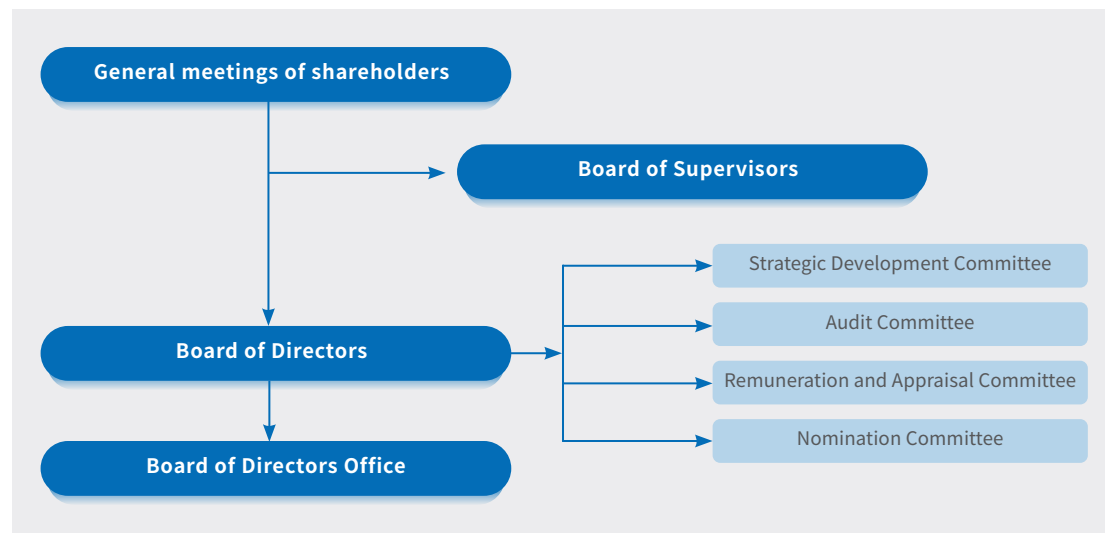 General meetings of shareholders
Board of Supervisors
Strategic Development Committee
Audit Committee
Board of Directors
Remuneration and Appraisal Committee
Nomination Committee
Board of Directors Office